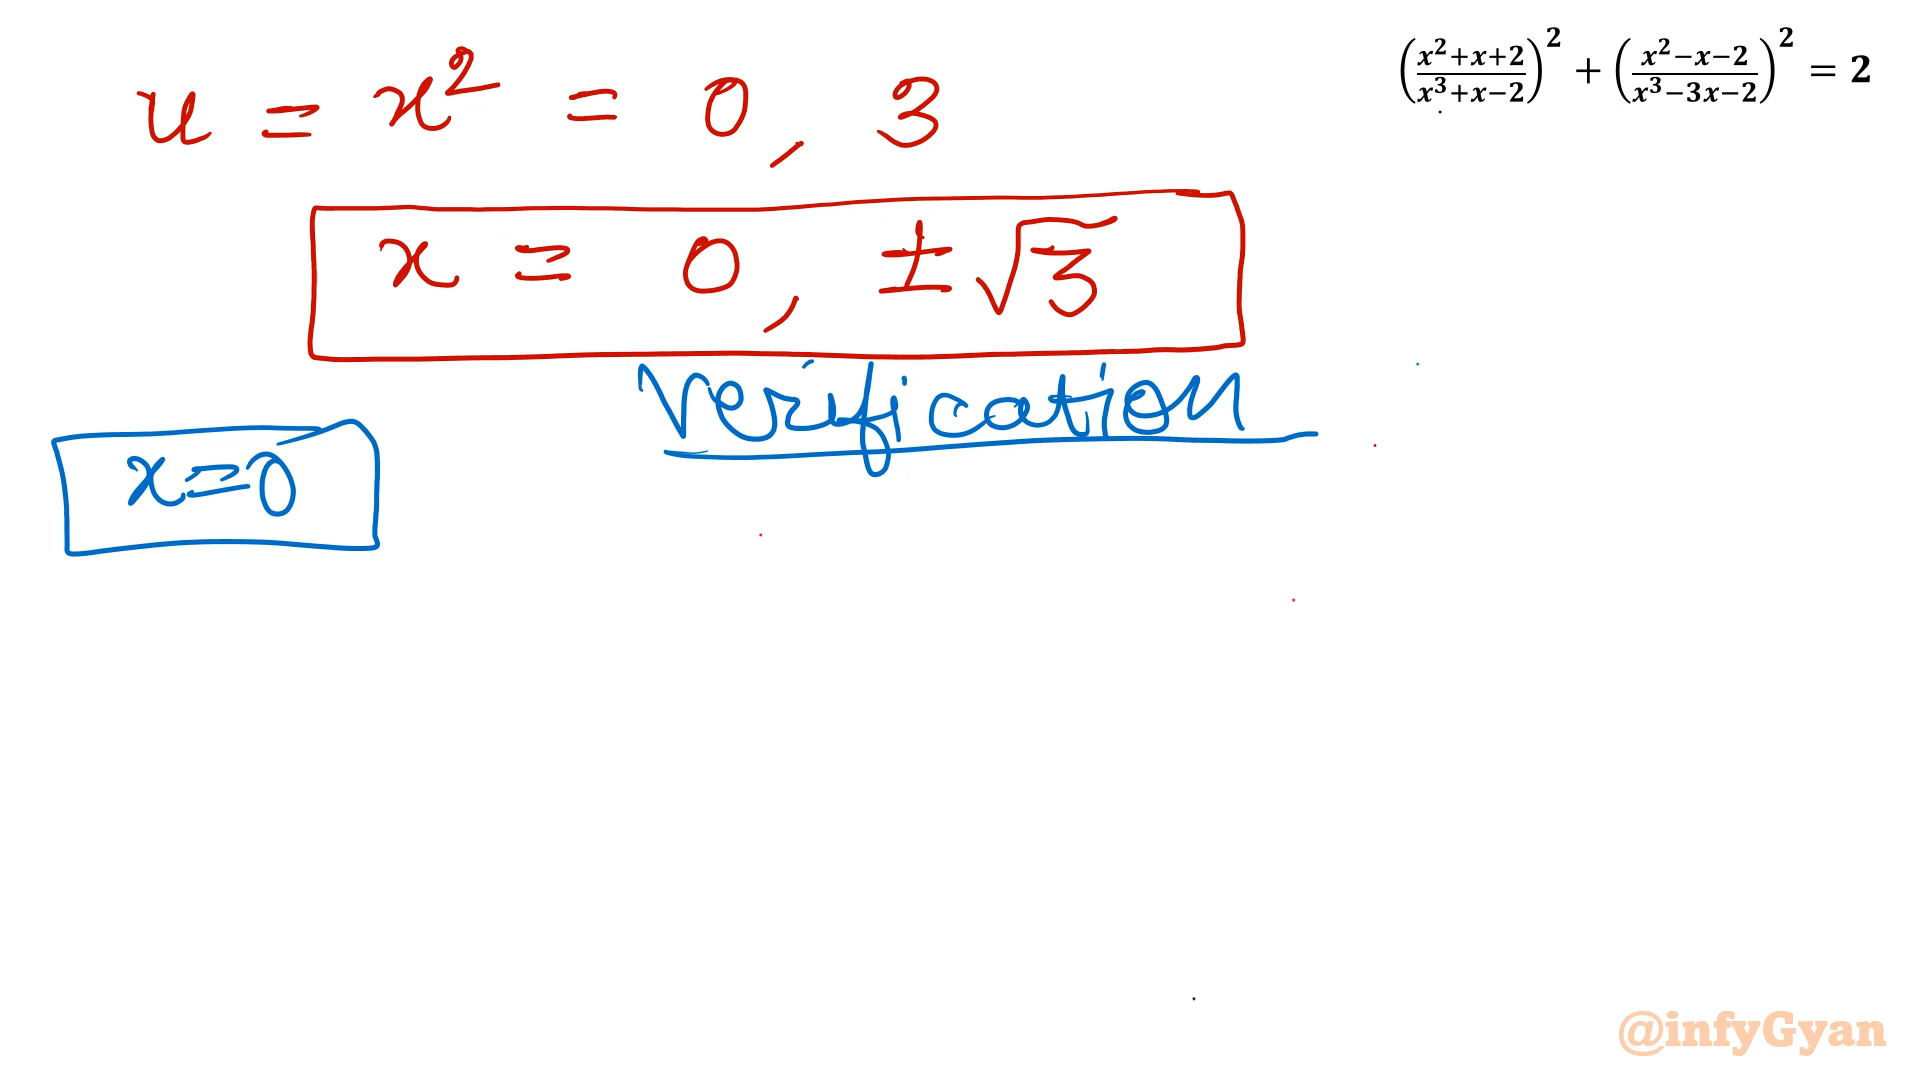 u = x² = 0, 3
((x²+x+2)/(x³+x−2))² + ((x²−x−2)/(x³−3x−2))² = 2
x = 0, ±√3
Verification
x=0
@infyGyan